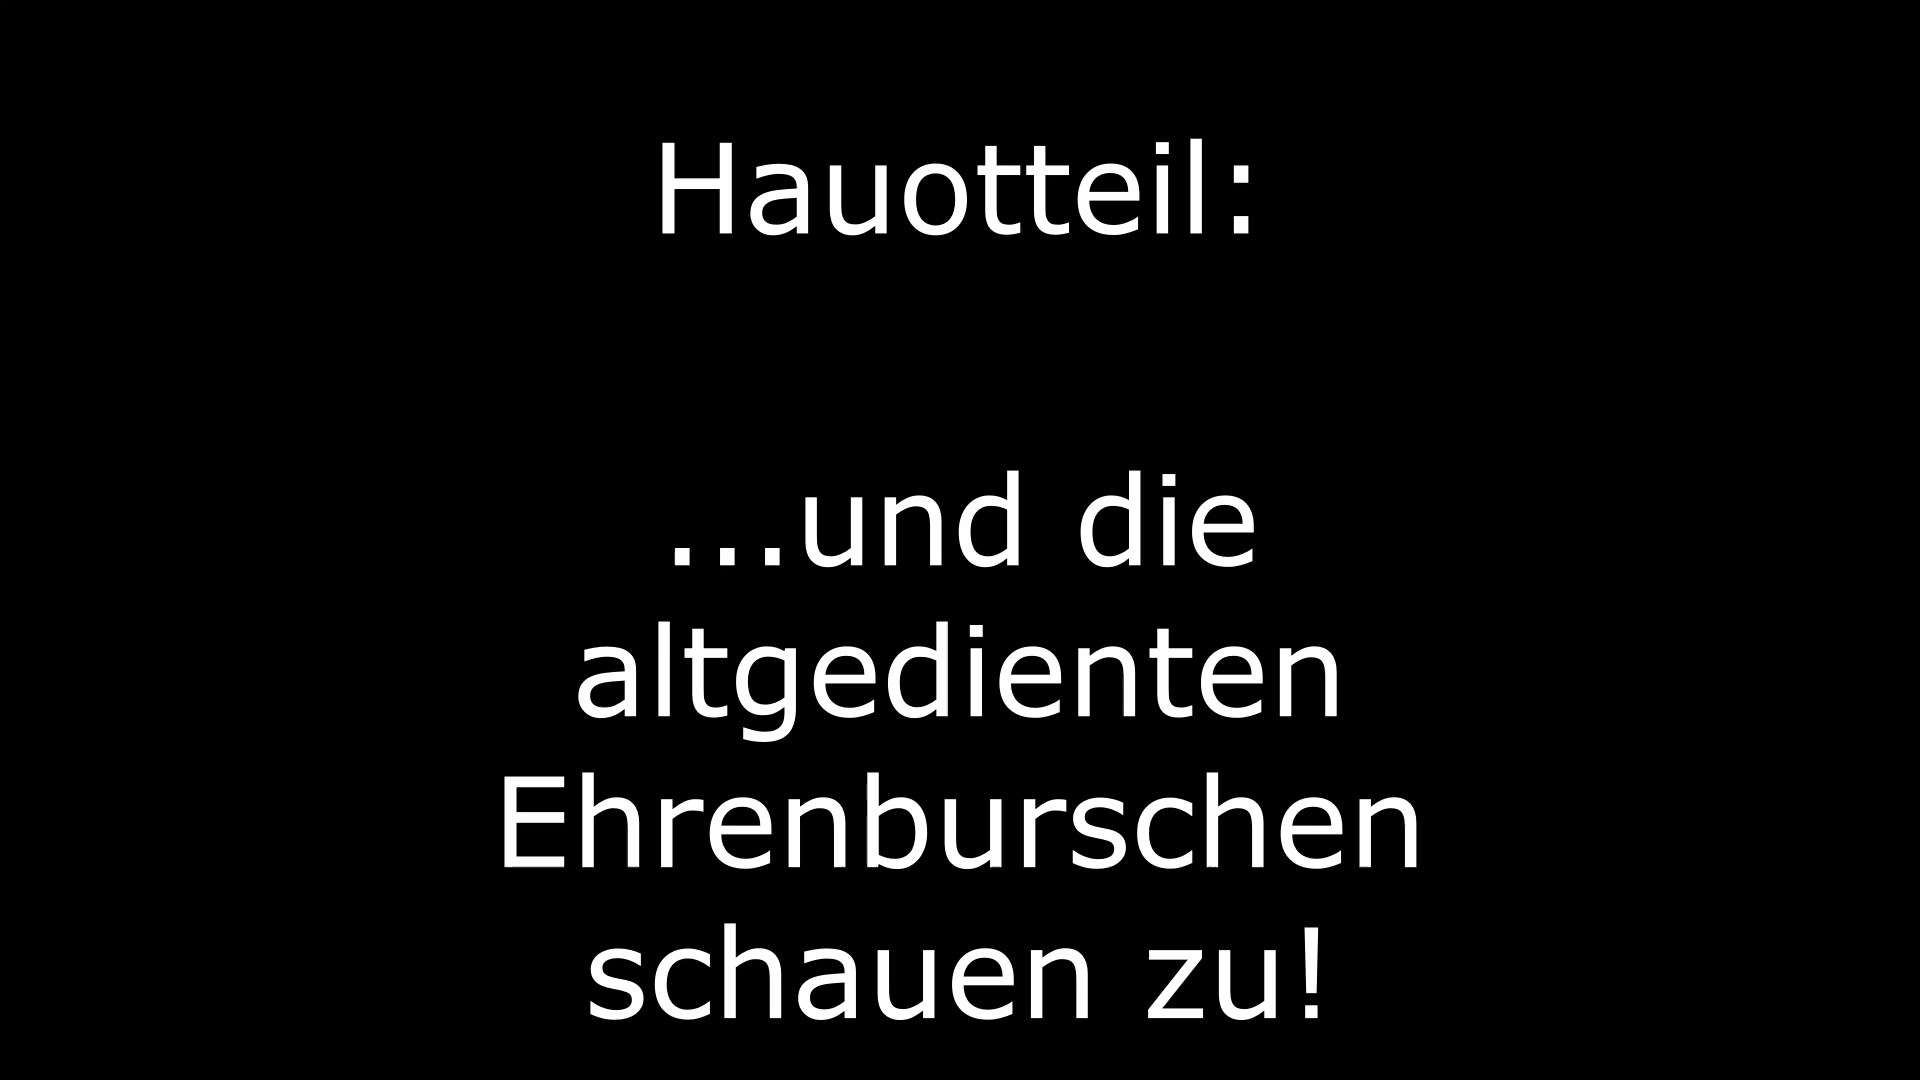 Hauotteil:
...und die
altgedienten
Ehrenburschen
schauen zu!